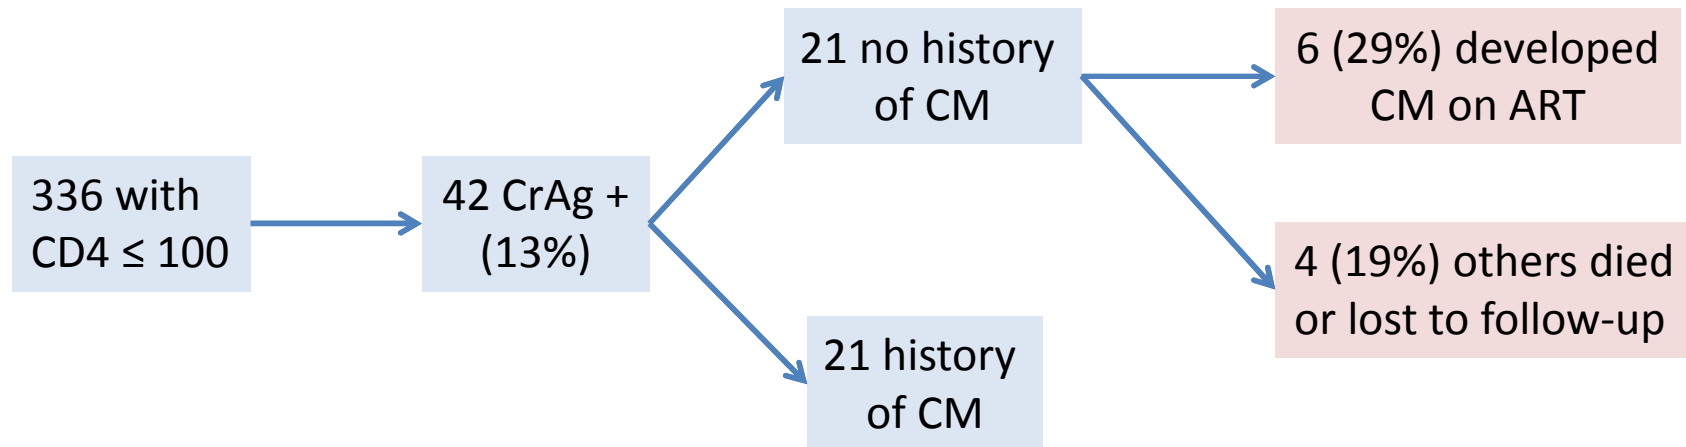 336 with
CD4 ≤ 100
42 CrAg +
(13%)
21 no history
of CM
21 history
of CM
6 (29%) developed
CM on ART
4 (19%) others died
or lost to follow-up